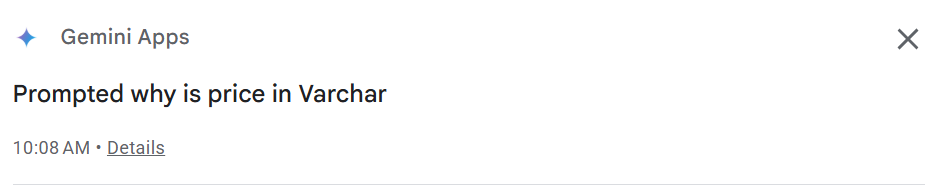 Gemini Apps
Prompted why is price in Varchar
10:08 AM • Details